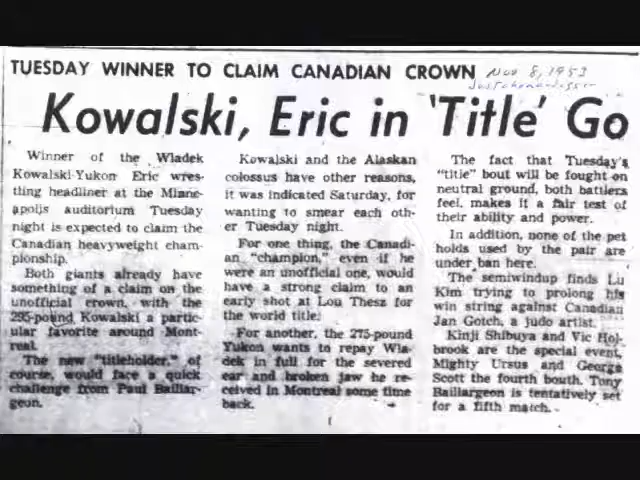 TUESDAY WINNER TO CLAIM CANADIAN CROWN
Nov 8, 1953
Kowalski, Eric in 'Title' Go
Winner of the Wladek
Kowalski-Yukon Eric wres-
tling headliner at the Minne-
apolis auditorium Tuesday
night is expected to claim the
Canadian heavyweight cham-
pionship.
Both giants already have
something of a claim on the
unofficial crown, with the
295-pound Kowalski a partic-
ular favorite around Mont-
real.
The new "titleholder," of
course, would face a quick
challenge from Paul Baillar-
geon.
Kowalski and the Alaskan
colossus have other reasons,
it was indicated Saturday, for
wanting to smear each oth-
er Tuesday night.
For one thing, the Canadi-
an "champion," even if he
were an unofficial one, would
have a strong claim to an
early shot at Lou Thesz for
the world title.
For another, the 275-pound
Yukon wants to repay Wla-
dek in full for the severed
ear and broken jaw he re-
ceived in Montreal some time
back.
The fact that Tuesday's
"title" bout will be fought on
neutral ground, both battlers
feel, makes it a fair test of
their ability and power.
In addition, none of the pet
holds used by the pair are
under ban here.
The semiwindup finds Lu
Kim trying to prolong his
win string against Canadian
Jan Gotch, a judo artist.
Kinji Shibuya and Vic Hol-
brook are the special event,
Mighty Ursus and George
Scott the fourth bouth. Tony
Baillargeon is tentatively set
for a fifth match.